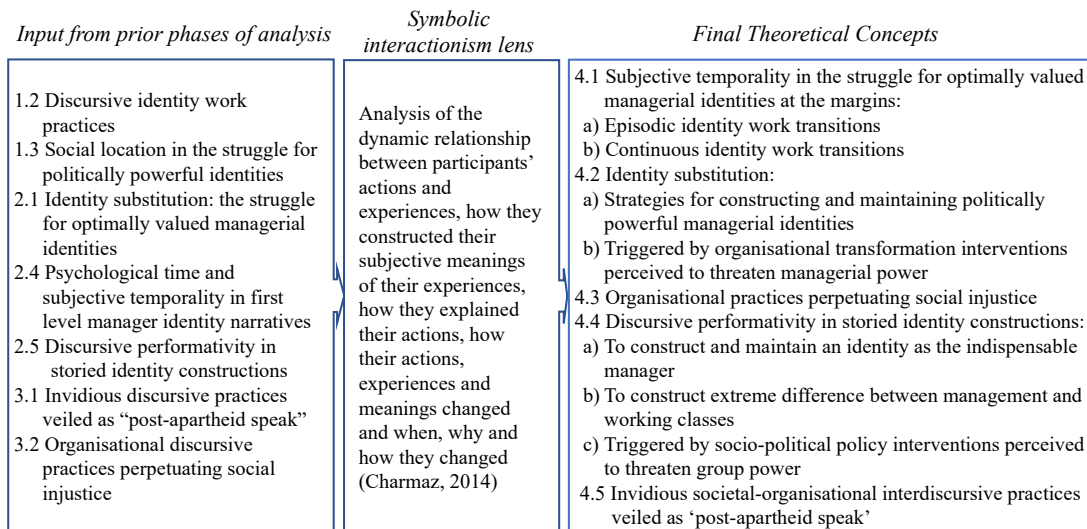 Input from prior phases of analysis
1.2 Discursive identity work
practices
1.3 Social location in the struggle for
politically powerful identities
2.1 Identity substitution: the struggle
for optimally valued managerial
identities
2.4 Psychological time and
subjective temporality in first
level manager identity narratives
2.5 Discursive performativity in
storied identity constructions
3.1 Invidious discursive practices
veiled as “post-apartheid speak”
3.2 Organisational discursive
practices perpetuating social
injustice
Symbolic
interactionism lens
Analysis of the
dynamic relationship
between participants’
actions and
experiences, how they
constructed their
subjective meanings
of their experiences,
how they explained
their actions, how
their actions,
experiences and
meanings changed
and when, why and
how they changed
(Charmaz, 2014)
Final Theoretical Concepts
4.1 Subjective temporality in the struggle for optimally valued
managerial identities at the margins:
a) Episodic identity work transitions
b) Continuous identity work transitions
4.2 Identity substitution:
a) Strategies for constructing and maintaining politically
powerful managerial identities
b) Triggered by organisational transformation interventions
perceived to threaten managerial power
4.3 Organisational practices perpetuating social injustice
4.4 Discursive performativity in storied identity constructions:
a) To construct and maintain an identity as the indispensable
manager
b) To construct extreme difference between management and
working classes
c) Triggered by socio-political policy interventions perceived
to threaten group power
4.5 Invidious societal-organisational interdiscursive practices
veiled as ‘post-apartheid speak’